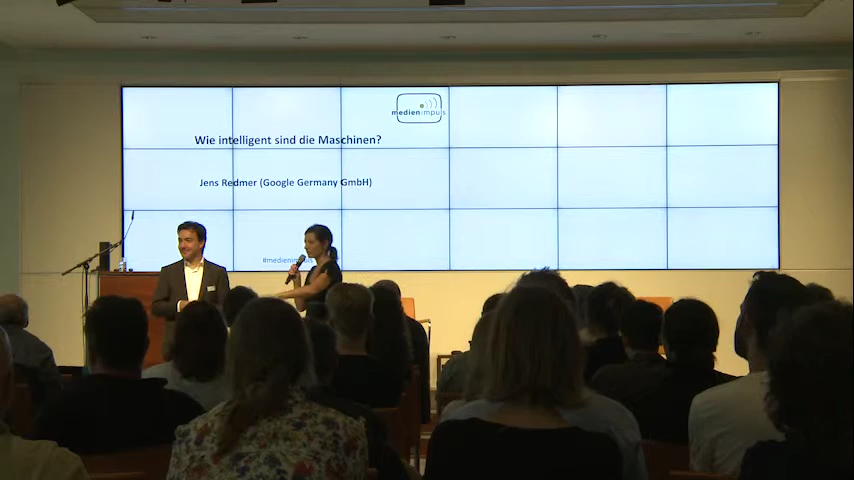 medienimpuls
Wie intelligent sind die Maschinen?
Jens Redmer (Google Germany GmbH)
#medienimpuls